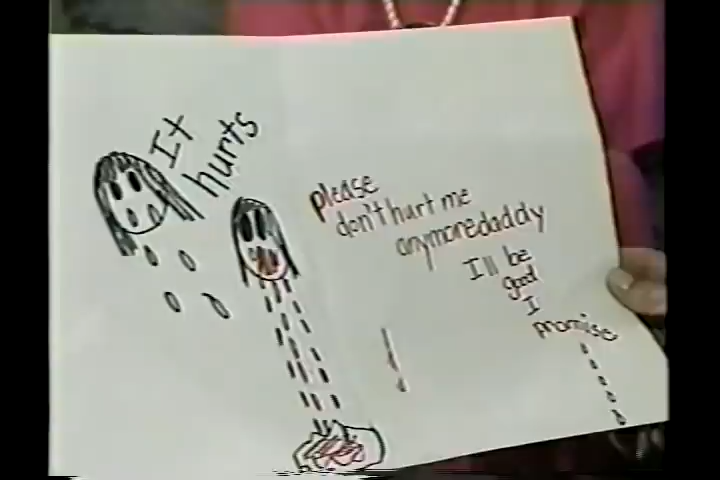 It
hurts
please
don't hurt me
anymore daddy
I'll be
good
I
promise